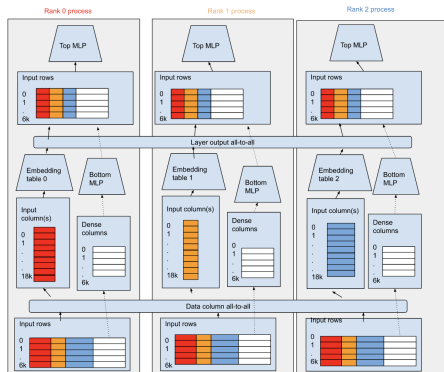 Rank 0 process
Rank 1 process
Rank 2 process
Top MLP
Top MLP
Top MLP
Input rows
0
1
.
6k
Input rows
0
1
.
6k
Input rows
0
1
.
6k
Layer output all-to-all
Embedding
table 0
Bottom
MLP
Embedding
table 1
Bottom
MLP
Embedding
table 2
Bottom
MLP
Input
column(s)
0
1
.
.
.
18k
Dense
columns
0
1
.
.
6k
Input column(s)
0
1
.
.
.
18k
Dense
columns
0
1
.
.
6k
Input column(s)
0
1
.
.
.
18k
Dense
columns
0
1
.
.
6k
Data column all-to-all
Input rows
0
1
.
6k
Input rows
0
1
.
6k
Input rows
0
1
.
6k